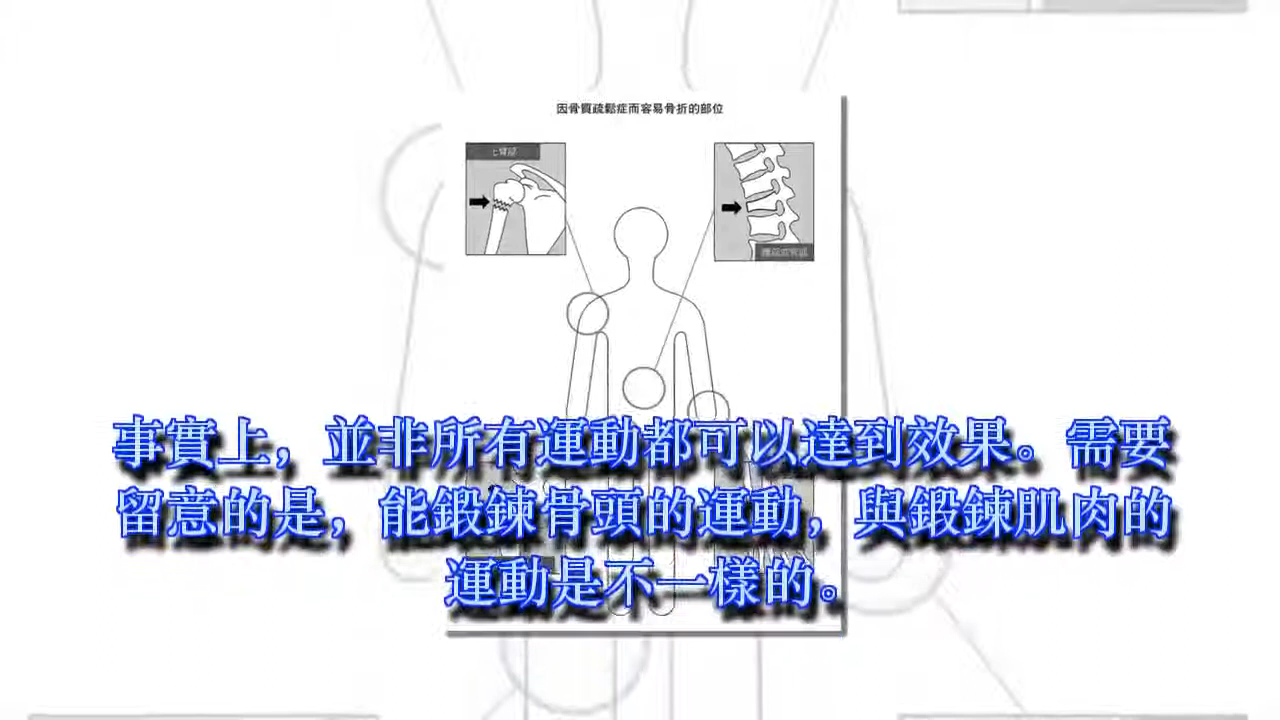 因骨質疏鬆症而容易骨折的部位
上臂部
事實上，並非所有運動都可以達到效果。需要
留意的是，能鍛鍊骨頭的運動，與鍛鍊肌肉的
運動是不一樣的。